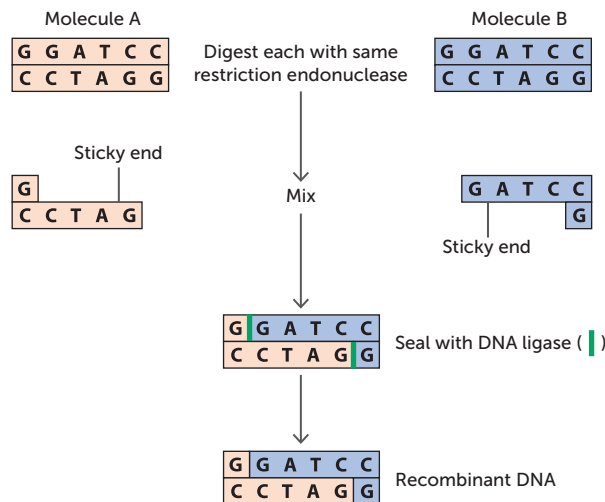 Molecule A
Molecule B
G G A T C C
C C T A G G
Digest each with same
restriction endonuclease
G G A T C C
C C T A G G
Sticky end
G
C C T A G
Mix
G A T C C
G
Sticky end
G G A T C C
C C T A G G
Seal with DNA ligase ( )
G G A T C C
C C T A G G
Recombinant DNA